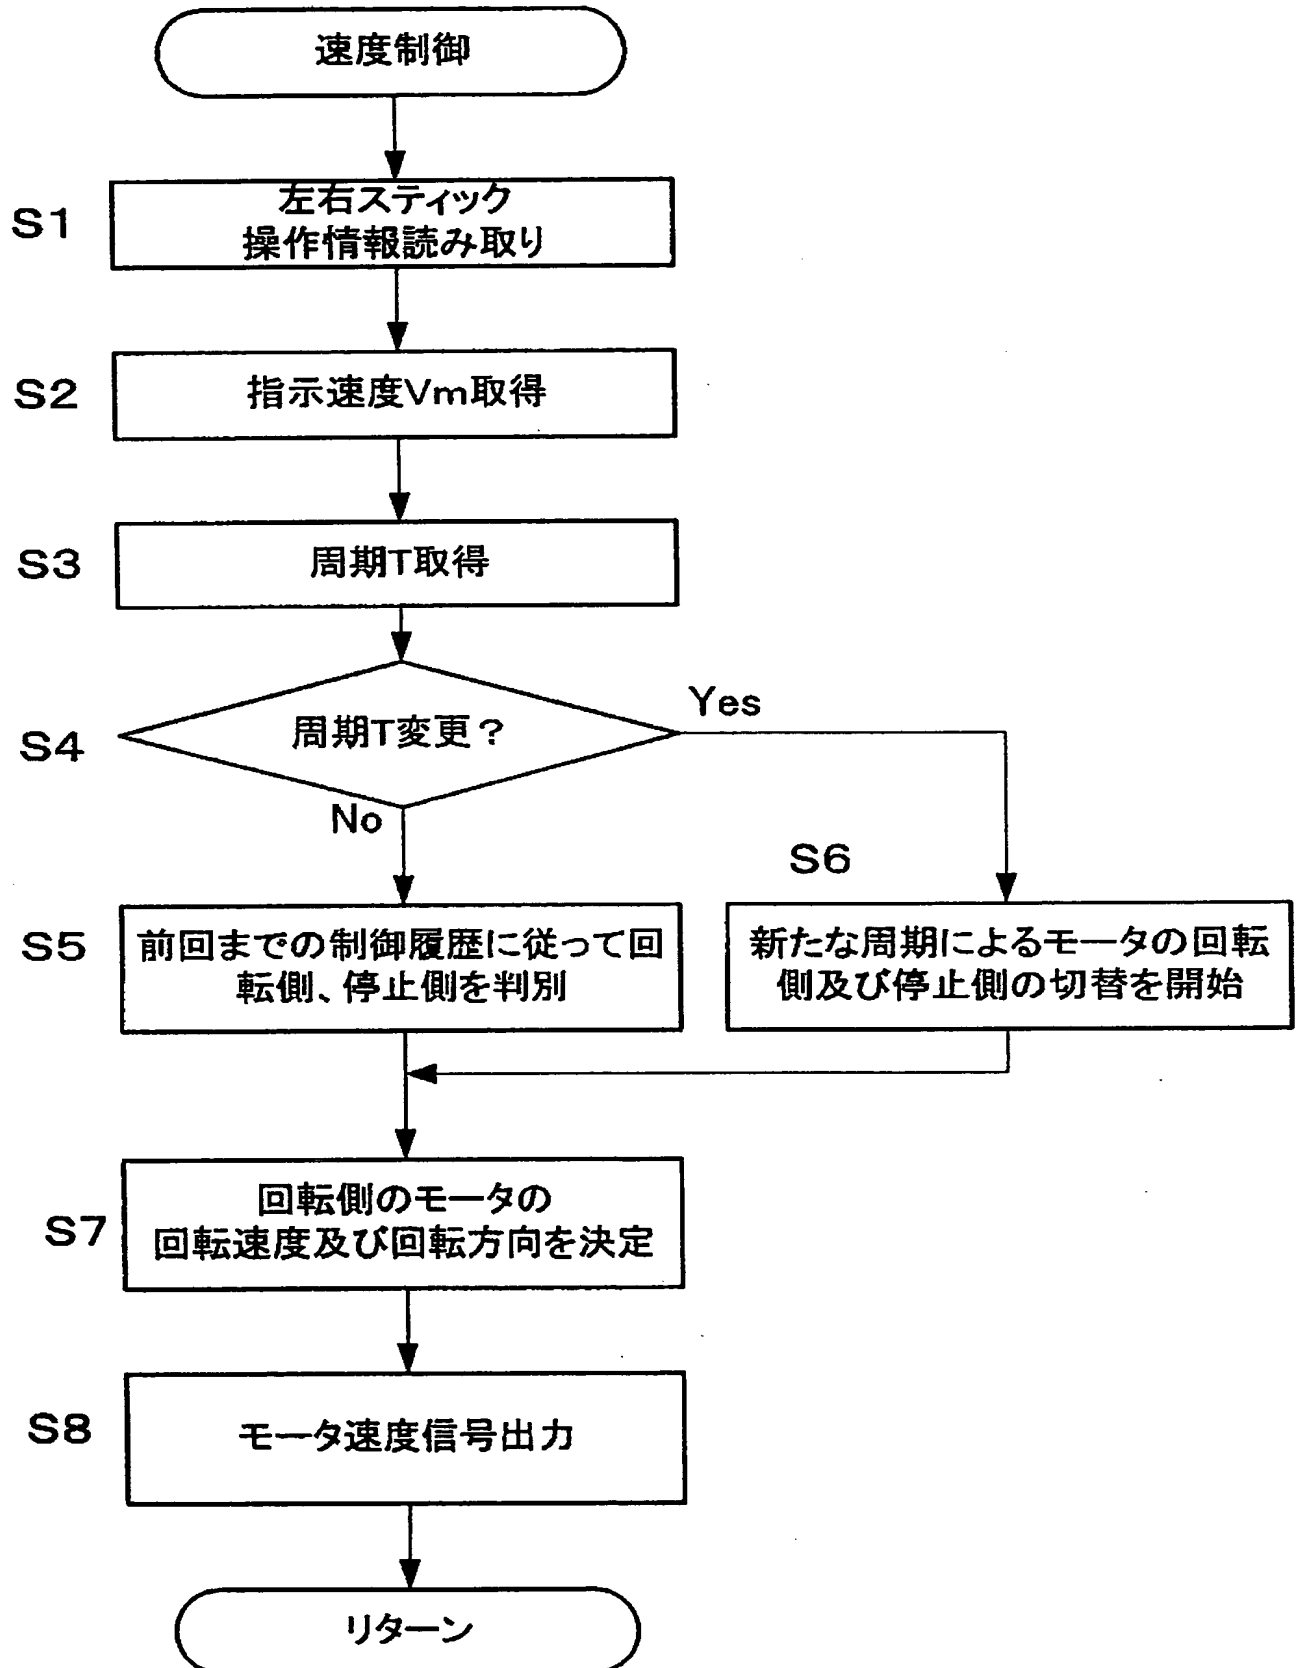 速度制御
S1
左右スティック
操作情報読み取り
S2
指示速度Vm取得
S3
周期T取得
S4
周期T変更？
Yes
No
S5
前回までの制御履歴に従って回
転側、停止側を判別
S6
新たな周期によるモータの回転
側及び停止側の切替を開始
S7
回転側のモータの
回転速度及び回転方向を決定
S8
モータ速度信号出力
リターン